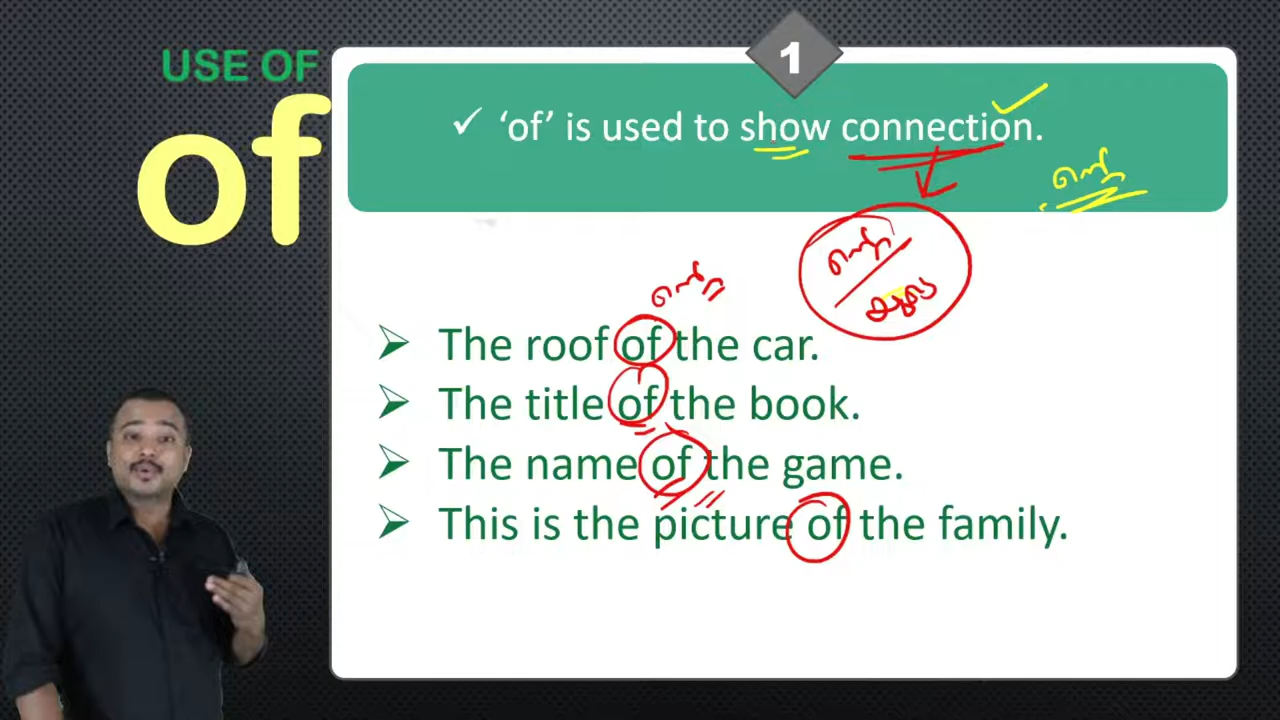 USE OF
of
1
✓ ‘of’ is used to show connection.
➢ The roof of the car.
➢ The title of the book.
➢ The name of the game.
➢ This is the picture of the family.